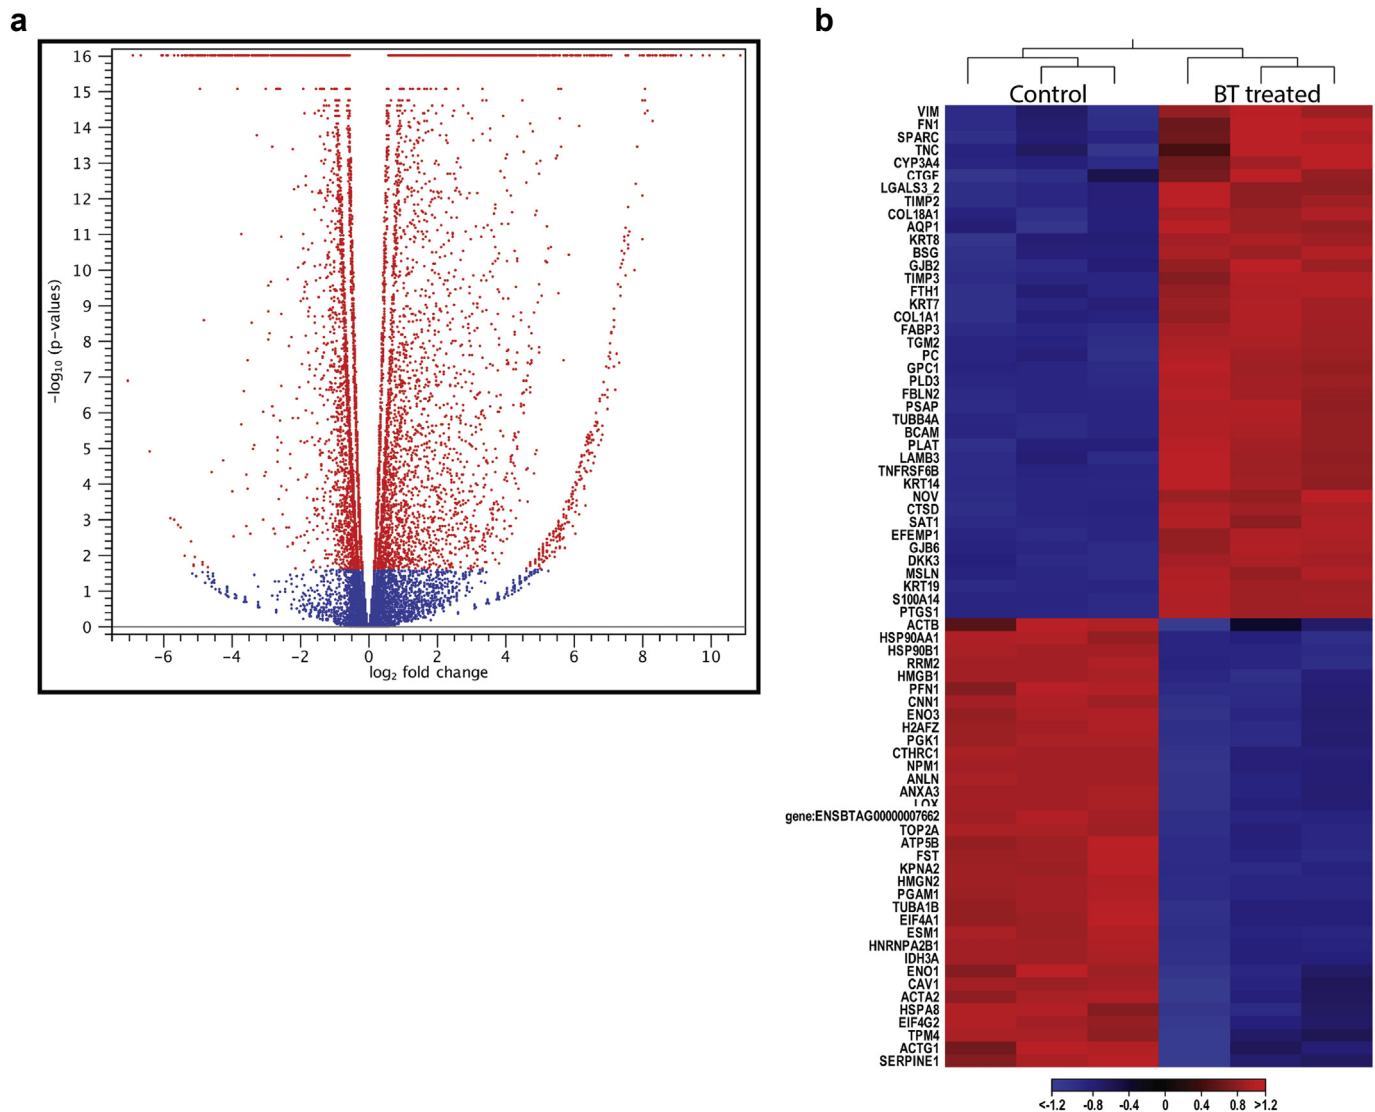 a
b
16
15
14
13
12
11
10
9
8
7
6
5
4
3
2
1
0
-log10 (p-values)
-6
-4
-2
0
2
4
6
8
10
log2 fold change
Control
BT treated
VIM
FN1
SPARC
TNC
CYP3A4
CTGF
LGALS3_2
TIMP2
COL18A1
AQP1
KRT8
BSG
GJB2
TIMP3
FTH1
KRT7
COL1A1
FABP3
TGM2
PC
GPC1
PLD3
FBLN2
PSAP
TUBB4A
BCAM
PLAT
LAMB3
TNFRSF6B
KRT14
NOV
CTSD
SAT1
EFEMP1
GJB6
DKK3
MSLN
KRT19
S100A14
PTGS1
ACTB
HSP90AA1
HSP90B1
RRM2
HMGB1
PFN1
CNN1
ENO3
H2AFZ
PGK1
CTHRC1
NPM1
ANLN
ANXA3
LOX
gene:ENSBTAG00000007662
TOP2A
ATP5B
FST
KPNA2
HMGN2
PGAM1
TUBA1B
EIF4A1
ESM1
HNRNPA2B1
IDH3A
ENO1
CAV1
ACTA2
HSPA8
EIF4G2
TPM4
ACTG1
SERPINE1
<-1.2 -0.8 -0.4 0 0.4 0.8 >1.2